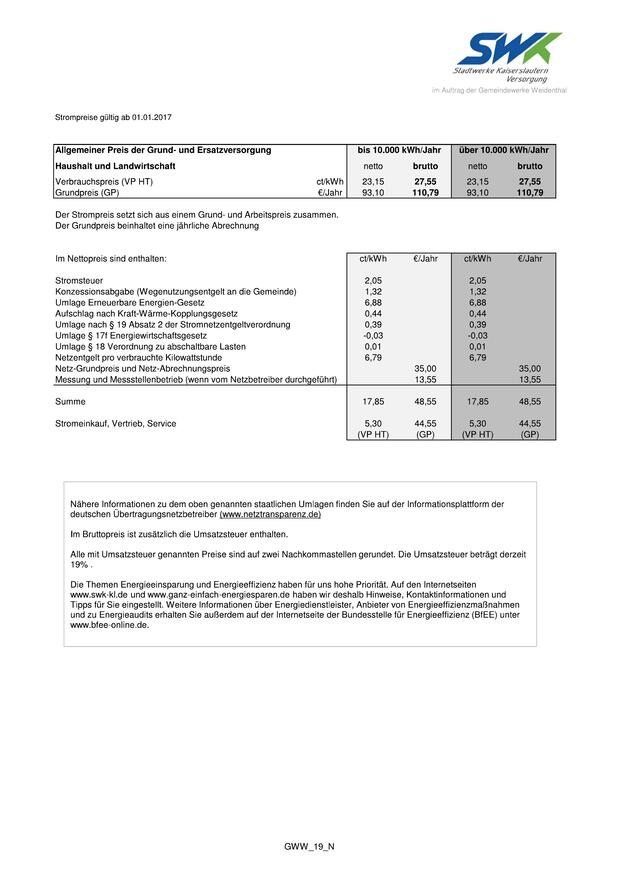 SWK
Stadtwerke Kaiserslautern
Versorgung
im Auftrag der Gemeindewerke Weidenthal
Strompreise gültig ab 01.01.2017
Allgemeiner Preis der Grund- und Ersatzversorgung bis 10.000 kWh/Jahr über 10.000 kWh/Jahr
Haushalt und Landwirtschaft netto brutto netto brutto
Verbrauchspreis (VP HT) ct/kWh 23,15 27,55 23,15 27,55
Grundpreis (GP) €/Jahr 93,10 110,79 93,10 110,79
Der Strompreis setzt sich aus einem Grund- und Arbeitspreis zusammen.
Der Grundpreis beinhaltet eine jährliche Abrechnung
Im Nettopreis sind enthalten: ct/kWh €/Jahr ct/kWh €/Jahr
Stromsteuer 2,05 2,05
Konzessionsabgabe (Wegenutzungsentgelt an die Gemeinde) 1,32 1,32
Umlage Erneuerbare Energien-Gesetz 6,88 6,88
Aufschlag nach Kraft-Wärme-Kopplungsgesetz 0,44 0,44
Umlage nach § 19 Absatz 2 der Stromnetzentgeltverordnung 0,39 0,39
Umlage § 17f Energiewirtschaftsgesetz -0,03 -0,03
Umlage § 18 Verordnung zu abschaltbare Lasten 0,01 0,01
Netzentgelt pro verbrauchte Kilowattstunde 6,79 6,79
Netz-Grundpreis und Netz-Abrechnungspreis 35,00 35,00
Messung und Messstellenbetrieb (wenn vom Netzbetreiber durchgeführt) 13,55 13,55
Summe 17,85 48,55 17,85 48,55
Stromeinkauf, Vertrieb, Service 5,30 44,55 5,30 44,55
(VP HT) (GP) (VP HT) (GP)
Nähere Informationen zu dem oben genannten staatlichen Umlagen finden Sie auf der Informationsplattform der
deutschen Übertragungsnetzbetreiber (www.netztransparenz.de)
Im Bruttopreis ist zusätzlich die Umsatzsteuer enthalten.
Alle mit Umsatzsteuer genannten Preise sind auf zwei Nachkommastellen gerundet. Die Umsatzsteuer beträgt derzeit
19% .
Die Themen Energieeinsparung und Energieeffizienz haben für uns hohe Priorität. Auf den Internetseiten
www.swk-kl.de und www.ganz-einfach-energiesparen.de haben wir deshalb Hinweise, Kontaktinformationen und
Tipps für Sie eingestellt. Weitere Informationen über Energiedienstleister, Anbieter von Energieeffizienzmaßnahmen
und zu Energieaudits erhalten Sie außerdem auf der Internetseite der Bundesstelle für Energieeffizienz (BfEE) unter
www.bfee-online.de.
GWW_19_N